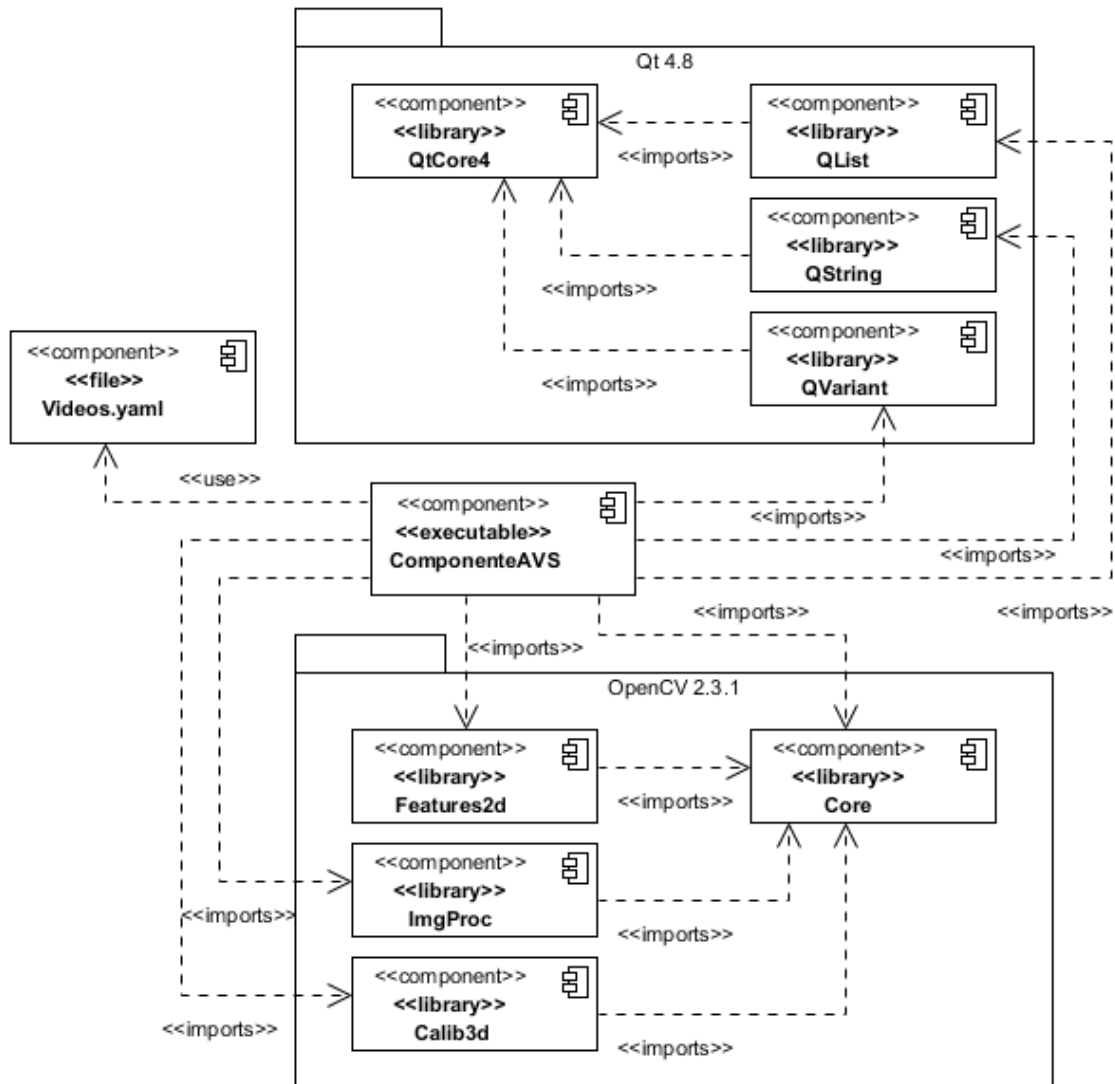 Qt 4.8
<<component>>
<<library>>
QtCore4
<<imports>>
<<component>>
<<library>>
QList
<<component>>
<<library>>
QString
<<imports>>
<<component>>
<<library>>
QVariant
<<imports>>
<<component>>
<<file>>
Videos.yaml
<<use>>
<<component>>
<<executable>>
ComponenteAVS
<<imports>>
<<imports>>
<<imports>>
<<imports>>
<<imports>>
OpenCV 2.3.1
<<component>>
<<library>>
Features2d
<<imports>>
<<component>>
<<library>>
Core
<<component>>
<<library>>
ImgProc
<<imports>>
<<imports>>
<<component>>
<<library>>
Calib3d
<<imports>>
<<imports>>